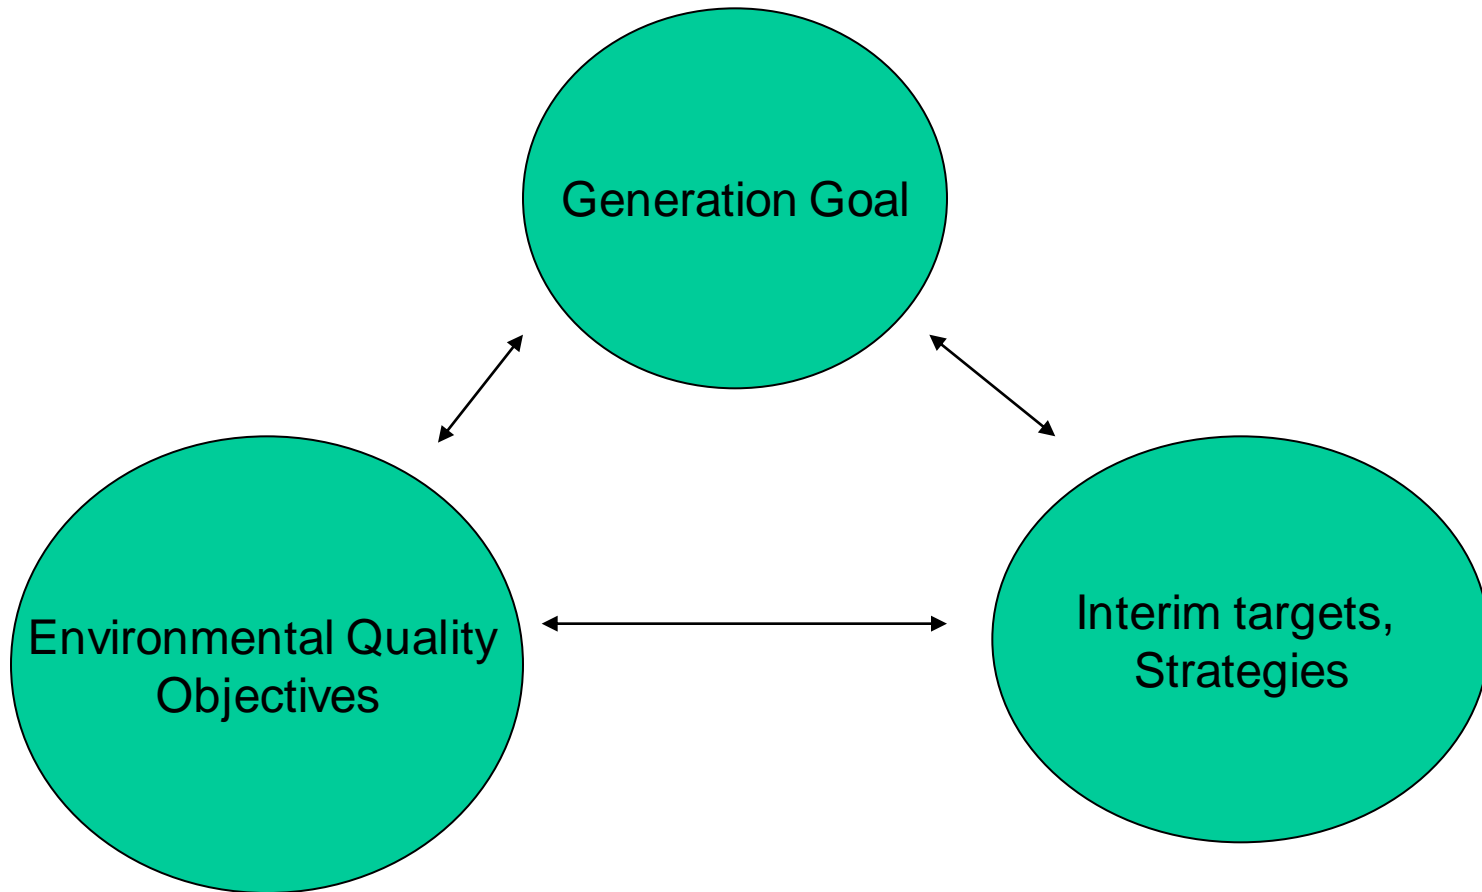 Generation Goal
Environmental Quality
Objectives
Interim targets,
Strategies